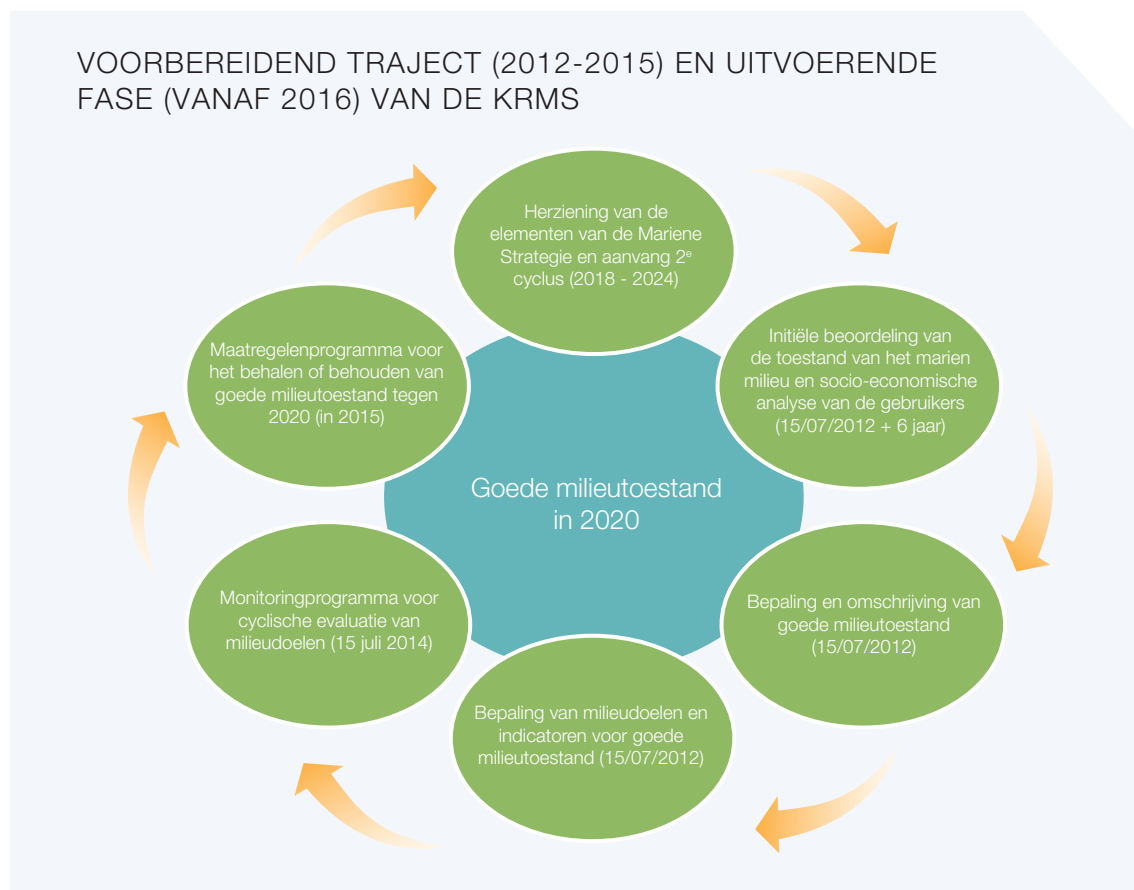 VOORBEREIDEND TRAJECT (2012-2015) EN UITVOERENDE
FASE (VANAF 2016) VAN DE KRMS
Herziening van de
elementen van de Mariene
Strategie en aanvang 2e
cyclus (2018 - 2024)
Initiële beoordeling van
de toestand van het marien
milieu en socio-economische
analyse van de gebruikers
(15/07/2012 + 6 jaar)
Bepaling en omschrijving van
goede milieutoestand
(15/07/2012)
Bepaling van milieudoelen en
indicatoren voor goede
milieutoestand (15/07/2012)
Monitoringprogramma voor
cyclische evaluatie van
milieudoelen (15 juli 2014)
Maatregelenprogramma voor
het behalen of behouden van
goede milieutoestand tegen
2020 (in 2015)
Goede milieutoestand
in 2020